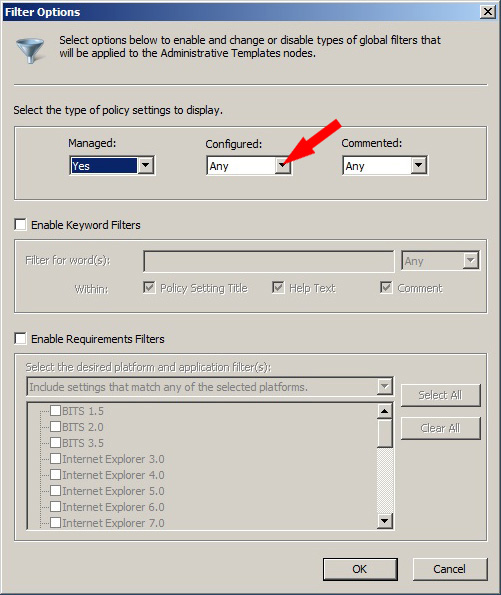 Filter Options
Select options below to enable and change or disable types of global filters that
will be applied to the Administrative Templates nodes.
Select the type of policy settings to display.
Managed: Configured: Commented:
Yes Any Any
Enable Keyword Filters
Filter for word(s): Any
Within: Policy Setting Title Help Text Comment
Enable Requirements Filters
Select the desired platform and application filter(s):
Include settings that match any of the selected platforms.
Select All
BITS 1.5
BITS 2.0
Clear All
BITS 3.5
Internet Explorer 3.0
Internet Explorer 4.0
Internet Explorer 5.0
Internet Explorer 6.0
Internet Explorer 7.0
OK Cancel